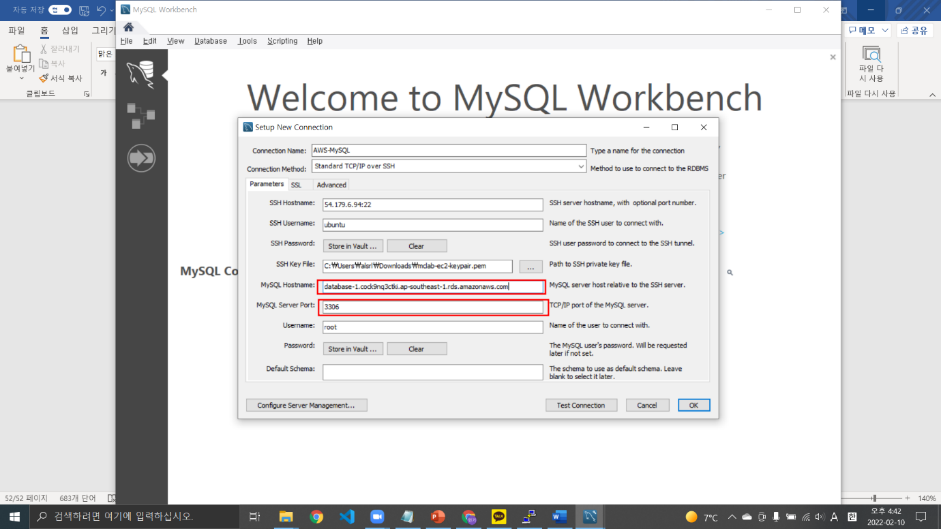 자동 저장
MySQL Workbench
파일 홈 삽입 그리기
메모 공유
File Edit View Database Tools Scripting Help
붙여넣기
잘라내기
복사
서식 복사
클립보드
맑은
가
파일 다시 사용
파일 다시 사용
Welcome to MySQL Workbench
Setup New Connection
Connection Name: AWS-MySQL Type a name for the connection
Connection Method: Standard TCP/IP over SSH Method to use to connect to the RDBMS
Parameters SSL Advanced
SSH Hostname: 54.179.6.94:22 SSH server hostname, with optional port number.
SSH Username: ubuntu Name of the SSH user to connect with.
SSH Password: Store in Vault ... Clear SSH user password to connect to the SSH tunnel.
SSH Key File: C:₩Users₩alsrl₩Downloads₩mdab-ec2-keypair.pem ... Path to SSH private key file.
MySQL Co
MySQL Hostname: database-1.cock9nq3ctki.ap-southeast-1.rds.amazonaws.com MySQL server host relative to the SSH server.
MySQL Server Port: 3306 TCP/IP port of the MySQL server.
Username: root Name of the user to connect with.
Password: Store in Vault ... Clear The MySQL user's password. Will be requested
later if not set.
Default Schema: The schema to use as default schema. Leave
blank to select it later.
Configure Server Management... Test Connection Cancel OK
52/52 페이지 683개 단어 140%
검색하려면 여기에 입력하십시오.
7°C A 오후 4:42
2022-02-10